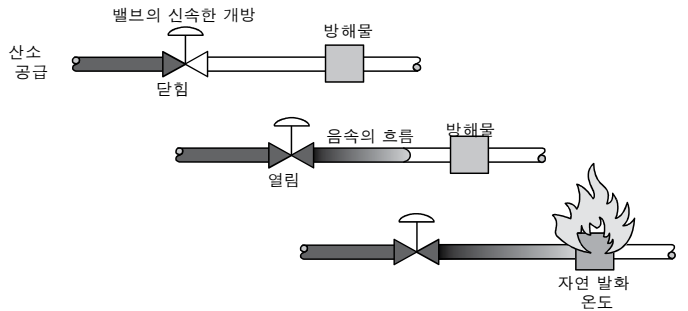 밸브의 신속한 개방
방해물
산소
공급
닫힘
음속의 흐름
방해물
열림
자연 발화
온도